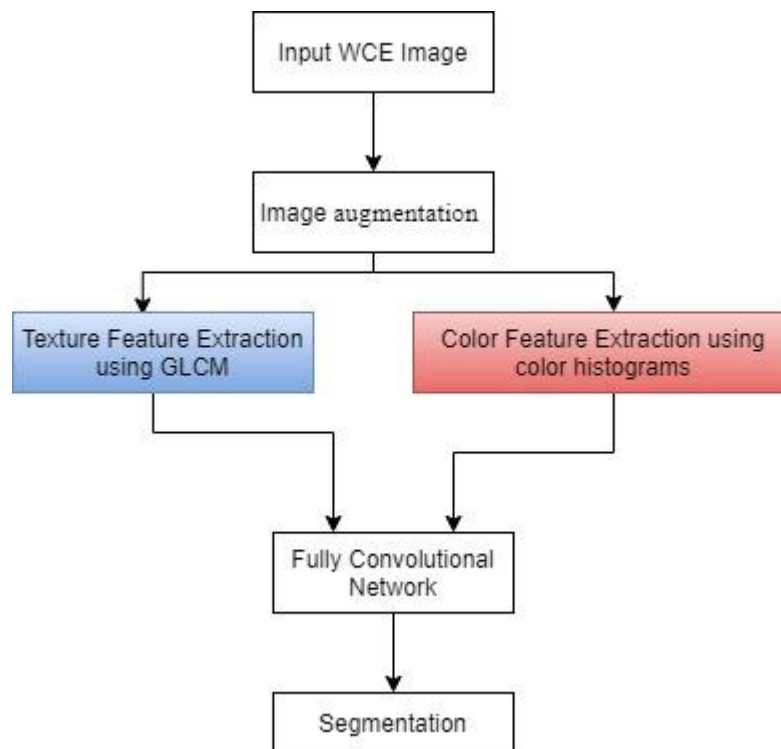 Input WCE Image
Image augmentation
Texture Feature Extraction
using GLCM
Color Feature Extraction using
color histograms
Fully Convolutional
Network
Segmentation